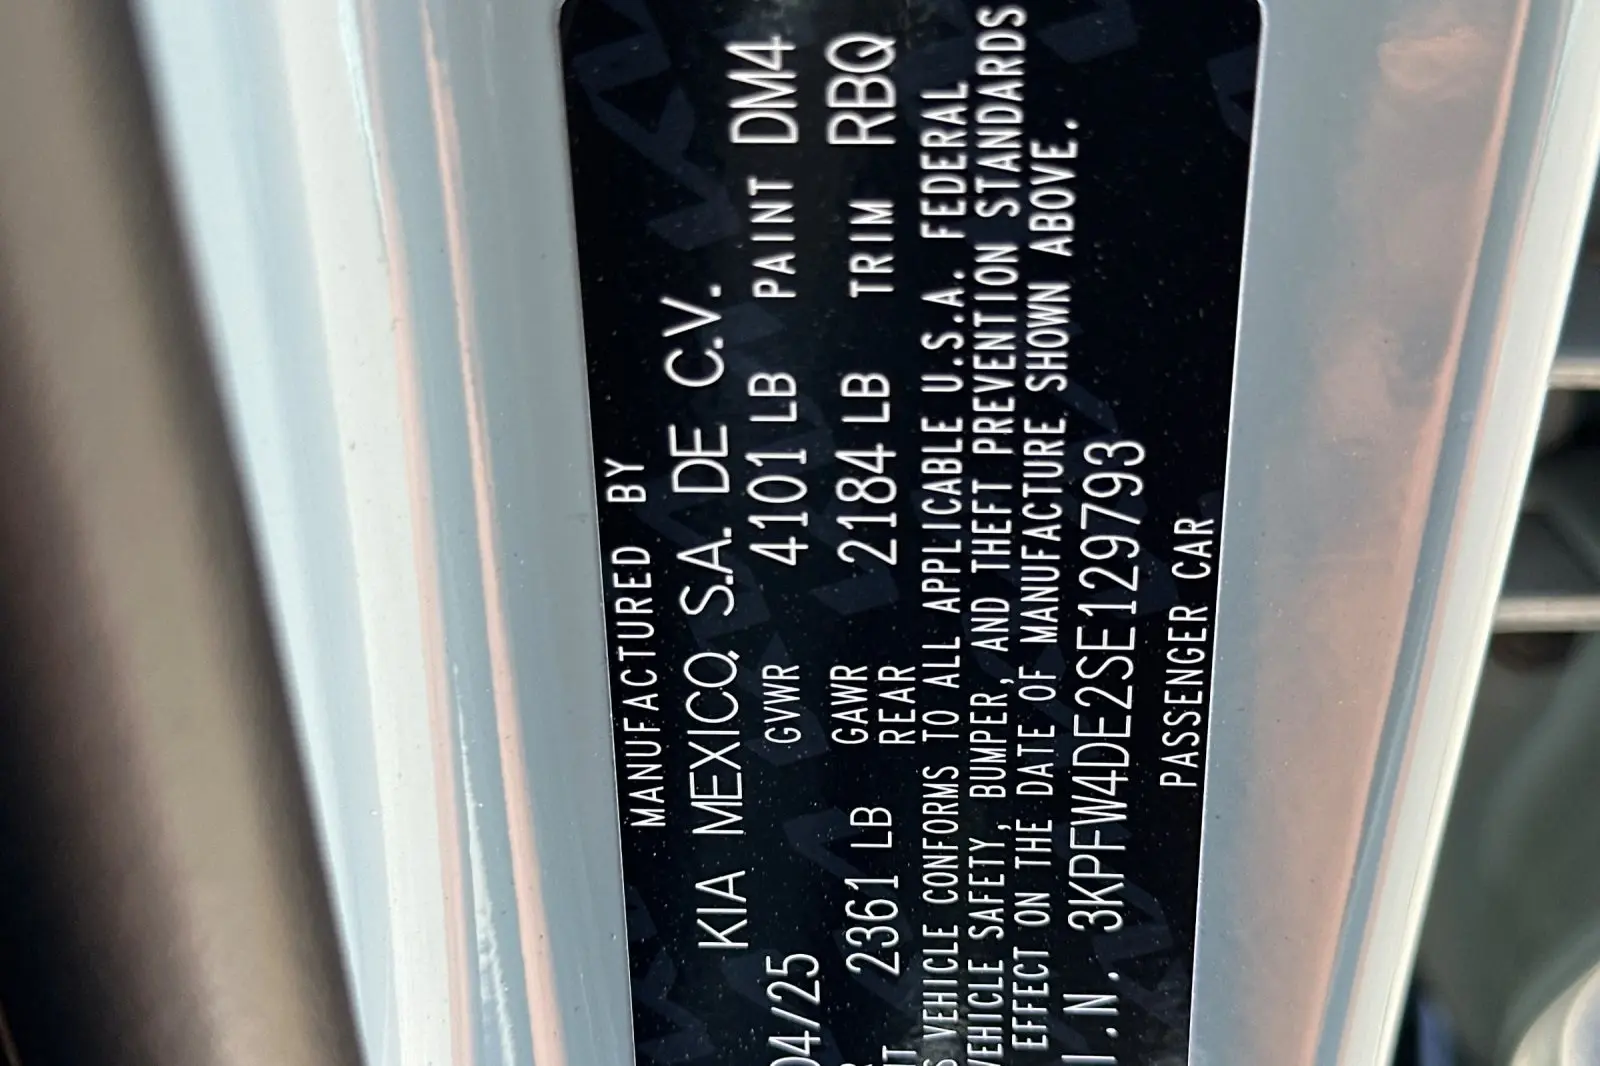 MANUFACTURED BY
KIA MEXICO, S.A. DE C.V.
04/25 GVWR 4101 LB PAINT DM4
2361 LB GAWR REAR 2184 LB TRIM RBQ
VEHICLE CONFORMS TO ALL APPLICABLE U.S.A. FEDERAL
VEHICLE SAFETY, BUMPER, AND THEFT PREVENTION STANDARDS
EFFECT ON THE DATE OF MANUFACTURE SHOWN ABOVE.
I.N. 3KPFW4DE2SE129793
PASSENGER CAR